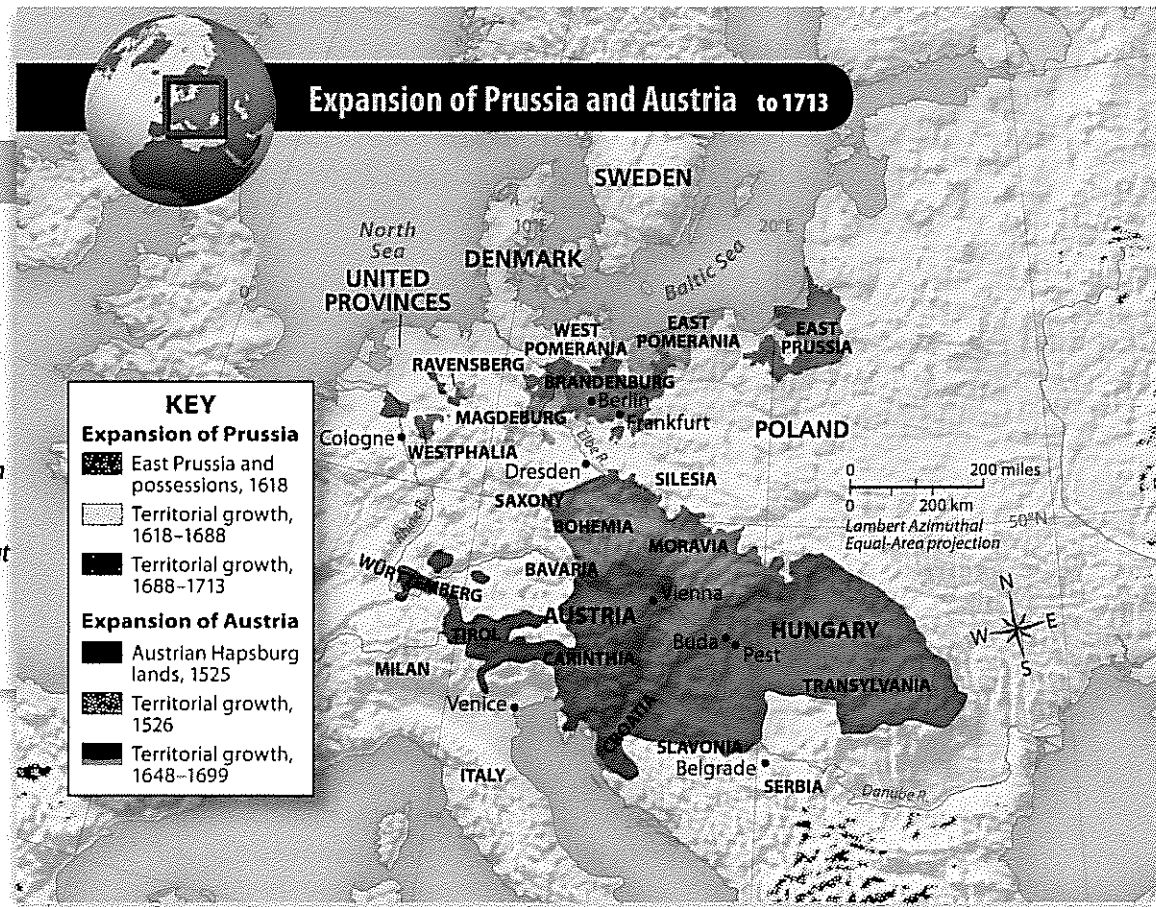 Expansion of Prussia and Austria to 1713
SWEDEN
North
Sea
10°E
20°E
DENMARK
Baltic Sea
UNITED
PROVINCES
0
WEST
POMERANIA
EAST
POMERANIA
EAST
PRUSSIA
RAVENSBERG
BRANDENBURG
Berlin
MAGDEBURG
Frankfurt
Cologne
WESTPHALIA
Elbe R.
POLAND
Dresden
SILESIA
SAXONY
Rhine R.
BOHEMIA
MORAVIA
50°N
WÜRTTEMBERG
BAVARIA
Vienna
AUSTRIA
TIROL
Buda
Pest
HUNGARY
MILAN
CARINTHIA
TRANSYLVANIA
Venice
CROATIA
SLAVONIA
Belgrade
ITALY
SERBIA
Danube R.
KEY
Expansion of Prussia
East Prussia and
possessions, 1618
Territorial growth,
1618–1688
Territorial growth,
1688–1713
Expansion of Austria
Austrian Hapsburg
lands, 1525
Territorial growth,
1526
Territorial growth,
1648–1699
0 200 miles
0 200 km
Lambert Azimuthal
Equal-Area projection
N
W E
S